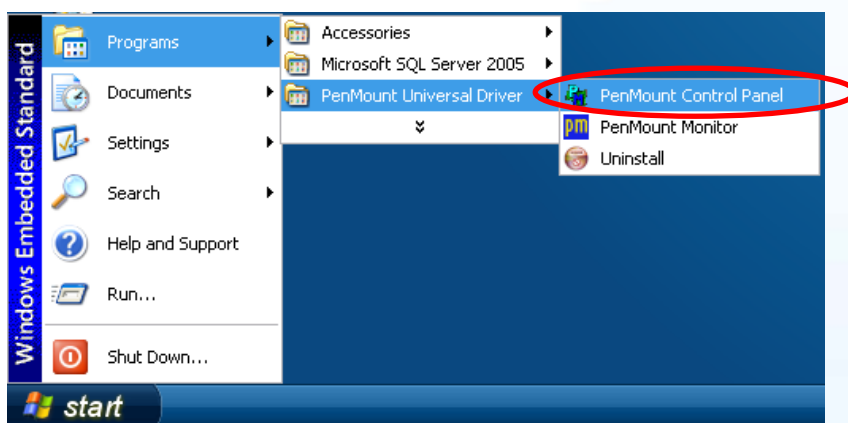 Windows Embedded Standard
Programs
Documents
Settings
Search
Help and Support
Run...
Shut Down...
Accessories
Microsoft SQL Server 2005
PenMount Universal Driver
PenMount Control Panel
pm PenMount Monitor
Uninstall
start